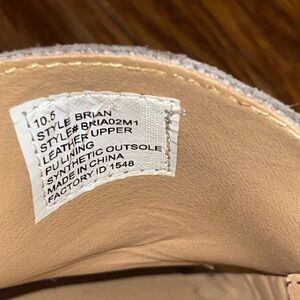 10.5
STYLE BRIAN
STYLE# BRIA02M1
LEATHER UPPER
PU LINING
SYNTHETIC OUTSOLE
MADE IN CHINA
FACTORY ID 1548